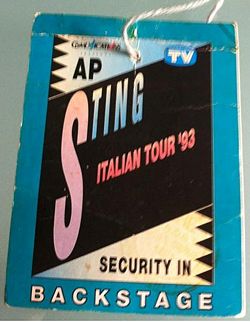 AP
TV
STING
ITALIAN TOUR '93
SECURITY IN
BACKSTAGE